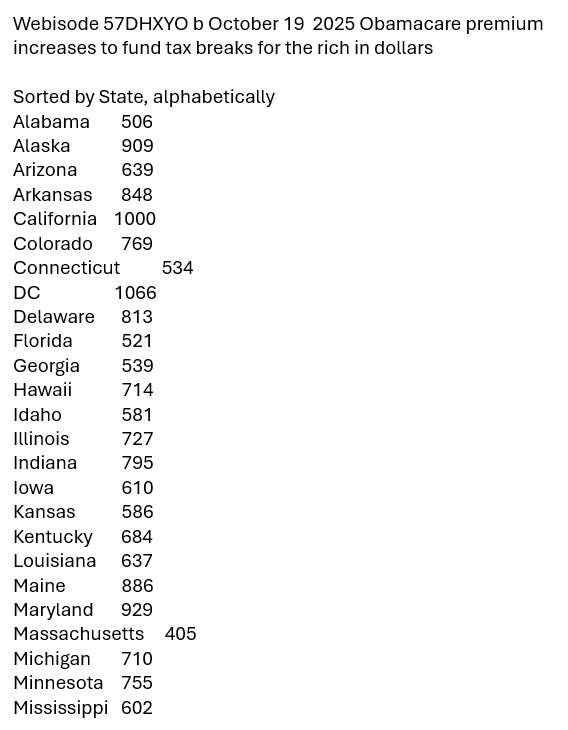 Webisode 57DHXYO b October 19 2025 Obamacare premium
increases to fund tax breaks for the rich in dollars
Sorted by State, alphabetically
Alabama 506
Alaska 909
Arizona 639
Arkansas 848
California 1000
Colorado 769
Connecticut 534
DC 1066
Delaware 813
Florida 521
Georgia 539
Hawaii 714
Idaho 581
Illinois 727
Indiana 795
Iowa 610
Kansas 586
Kentucky 684
Louisiana 637
Maine 886
Maryland 929
Massachusetts 405
Michigan 710
Minnesota 755
Mississippi 602